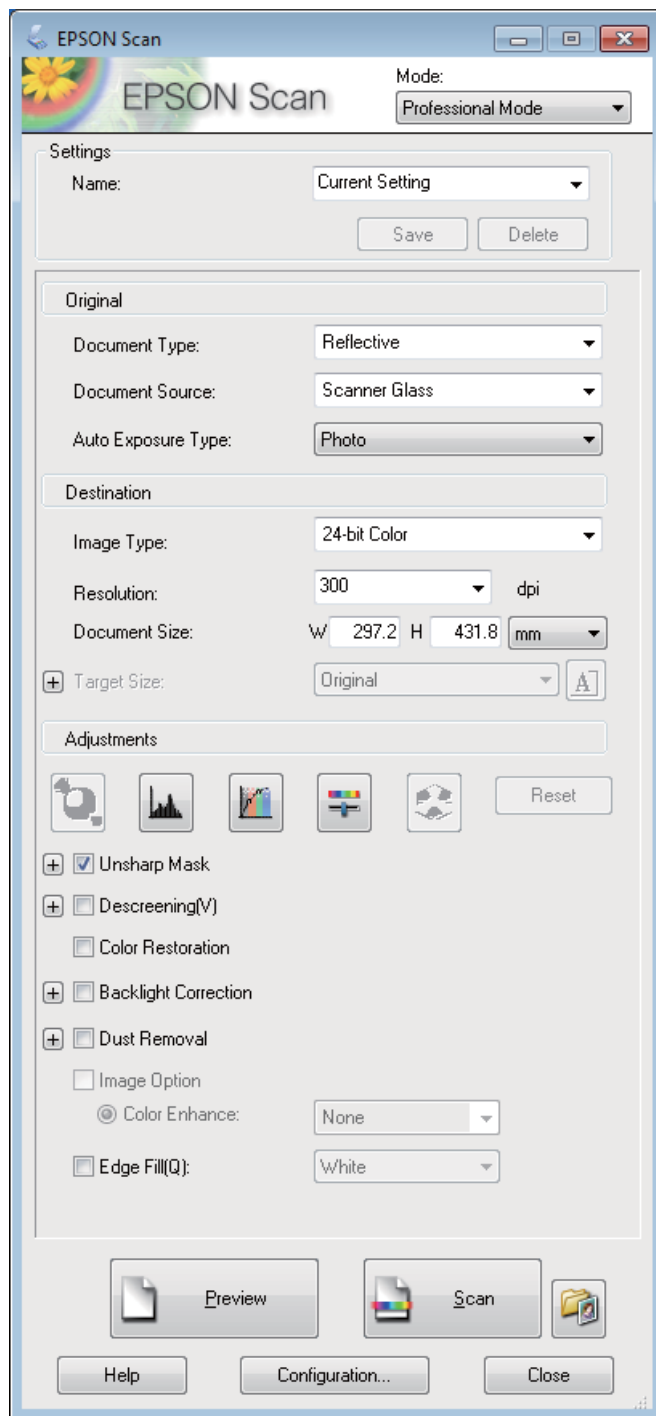 EPSON Scan
EPSON Scan
Mode:
Professional Mode
Settings
Name: Current Setting
Save Delete
Original
Document Type: Reflective
Document Source: Scanner Glass
Auto Exposure Type: Photo
Destination
Image Type: 24-bit Color
Resolution: 300 dpi
Document Size: W 297.2 H 431.8 mm
Target Size: Original A
Adjustments
Reset
Unsharp Mask
Descreening(V)
Color Restoration
Backlight Correction
Dust Removal
Image Option
Color Enhance: None
Edge Fill(Q): White
Preview Scan
Help Configuration... Close